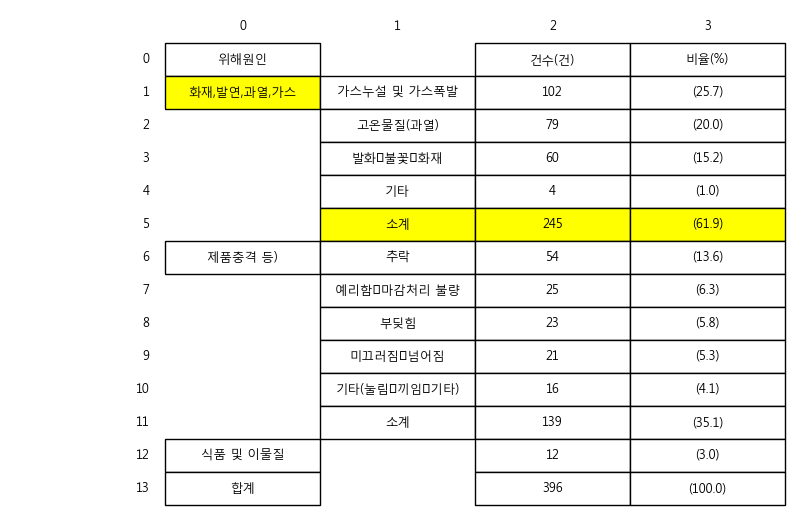 0 1 2 3
0 위해원인 건수(건) 비율(%)
1 화재,발연,과열,가스 가스누설 및 가스폭발 102 (25.7)
2 고온물질(과열) 79 (20.0)
3 발화□불꽃□화재 60 (15.2)
4 기타 4 (1.0)
5 소계 245 (61.9)
6 제품충격 등) 추락 54 (13.6)
7 예리함□마감처리 불량 25 (6.3)
8 부딪힘 23 (5.8)
9 미끄러짐□넘어짐 21 (5.3)
10 기타(눌림□끼임□기타) 16 (4.1)
11 소계 139 (35.1)
12 식품 및 이물질 12 (3.0)
13 합계 396 (100.0)